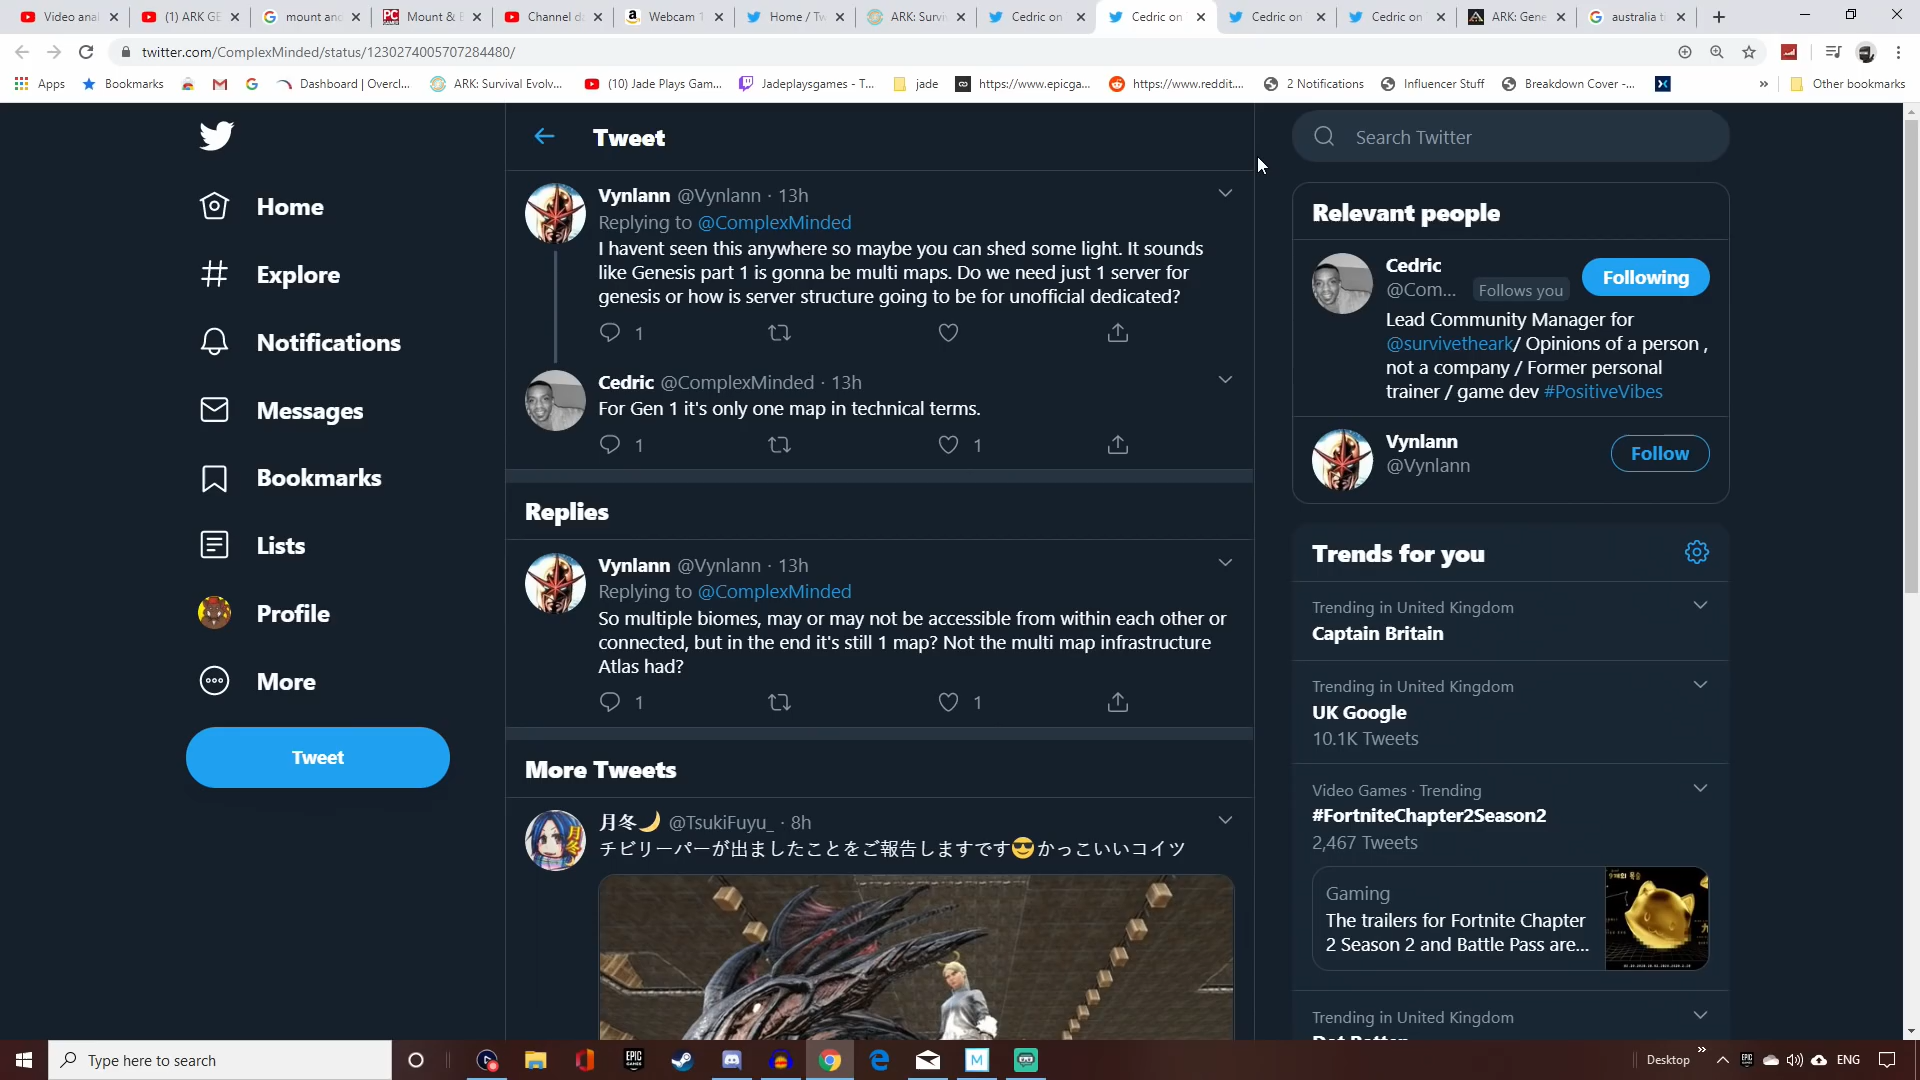 Video anal
(1) ARK GE
mount and
Mount & B
Channel da
Webcam 1
Home / Tw
ARK: Survi
Cedric on
Cedric on
Cedric on
Cedric on
ARK: Gene
australia t
twitter.com/ComplexMinded/status/1230274005707284480/
Apps
Bookmarks
Dashboard | Overcl...
ARK: Survival Evolv...
(10) Jade Plays Gam...
Jadeplaysgames - T...
jade
https://www.epicga...
https://www.reddit....
2 Notifications
Influencer Stuff
Breakdown Cover -...
»
Other bookmarks
Home
Explore
Notifications
Messages
Bookmarks
Lists
Profile
More
Tweet
Tweet
Vynlann @Vynlann · 13h
Replying to @ComplexMinded
I havent seen this anywhere so maybe you can shed some light. It sounds
like Genesis part 1 is gonna be multi maps. Do we need just 1 server for
genesis or how is server structure going to be for unofficial dedicated?
1
Cedric @ComplexMinded · 13h
For Gen 1 it's only one map in technical terms.
1 1
Replies
Vynlann @Vynlann · 13h
Replying to @ComplexMinded
So multiple biomes, may or may not be accessible from within each other or
connected, but in the end it's still 1 map? Not the multi map infrastructure
Atlas had?
1 1
More Tweets
月冬🌙 @TsukiFuyu_ · 8h
チビリーパーが出ましたことをご報告しますです😎かっこいいコイツ
Search Twitter
Relevant people
Cedric
@Com... Follows you
Following
Lead Community Manager for
@survivetheark/ Opinions of a person ,
not a company / Former personal
trainer / game dev #PositiveVibes
Vynlann
@Vynlann
Follow
Trends for you
Trending in United Kingdom
Captain Britain
Trending in United Kingdom
UK Google
10.1K Tweets
Video Games · Trending
#FortniteChapter2Season2
2,467 Tweets
Gaming
The trailers for Fortnite Chapter
2 Season 2 and Battle Pass are...
Trending in United Kingdom
Type here to search
Desktop
»
ENG